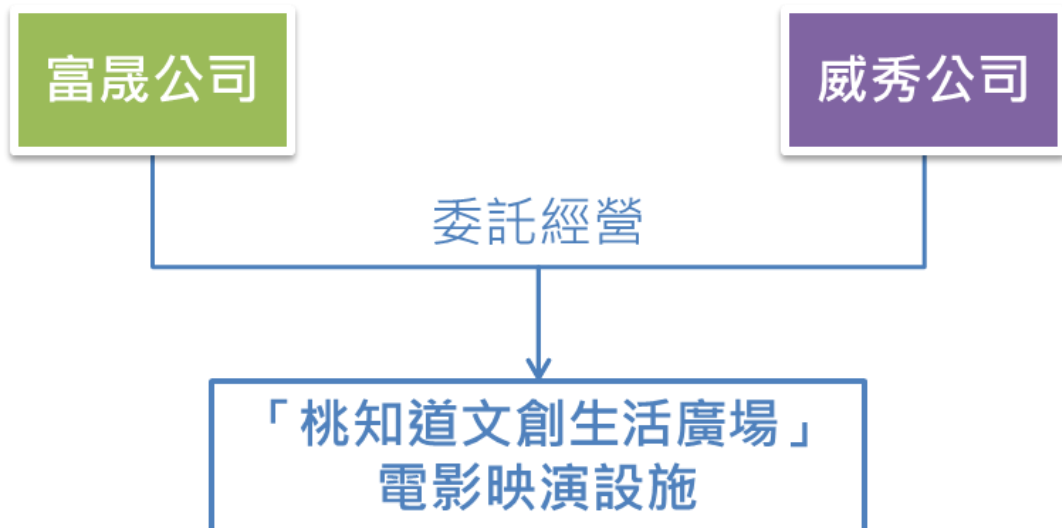 富晟公司
威秀公司
委託經營
「桃知道文創生活廣場」
電影映演設施